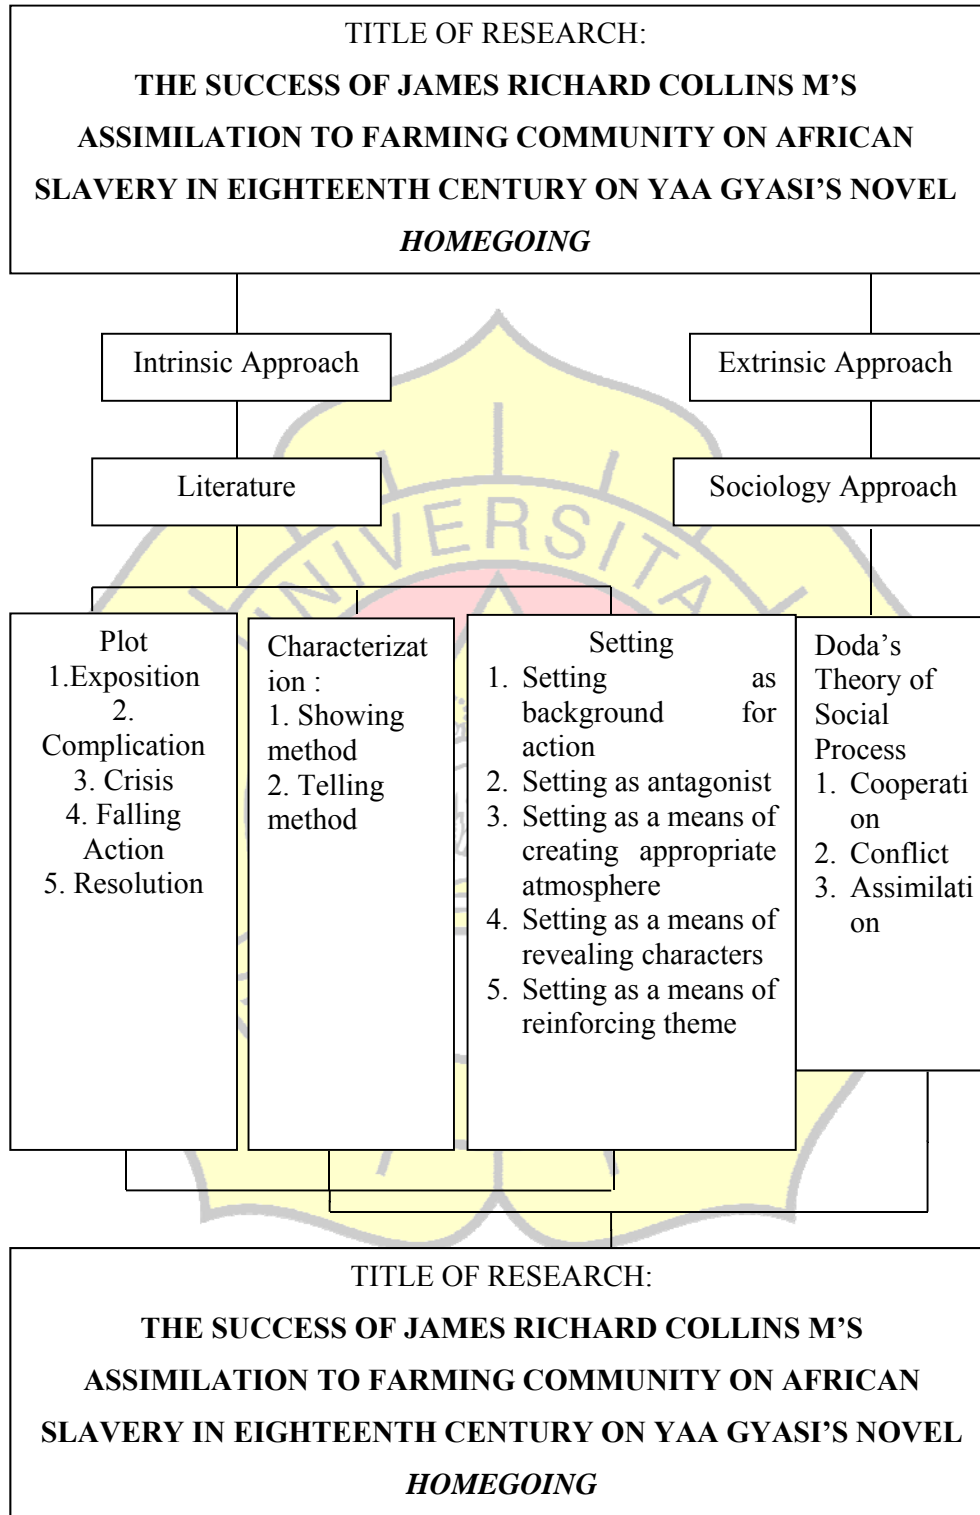 TITLE OF RESEARCH:
THE SUCCESS OF JAMES RICHARD COLLINS M’S
ASSIMILATION TO FARMING COMMUNITY ON AFRICAN
SLAVERY IN EIGHTEENTH CENTURY ON YAA GYASI’S NOVEL
HOMEGOING
Intrinsic Approach
Extrinsic Approach
Literature
Sociology Approach
UNIVERSITA
Plot
1.Exposition
2.
Complication
3. Crisis
4. Falling
Action
5. Resolution
Characterizat
ion :
1. Showing
method
2. Telling
method
Setting
1. Setting as
background for
action
2. Setting as antagonist
3. Setting as a means of
creating appropriate
atmosphere
4. Setting as a means of
revealing characters
5. Setting as a means of
reinforcing theme
Doda’s
Theory of
Social
Process
1. Cooperati
on
2. Conflict
3. Assimilati
on
TITLE OF RESEARCH:
THE SUCCESS OF JAMES RICHARD COLLINS M’S
ASSIMILATION TO FARMING COMMUNITY ON AFRICAN
SLAVERY IN EIGHTEENTH CENTURY ON YAA GYASI’S NOVEL
HOMEGOING